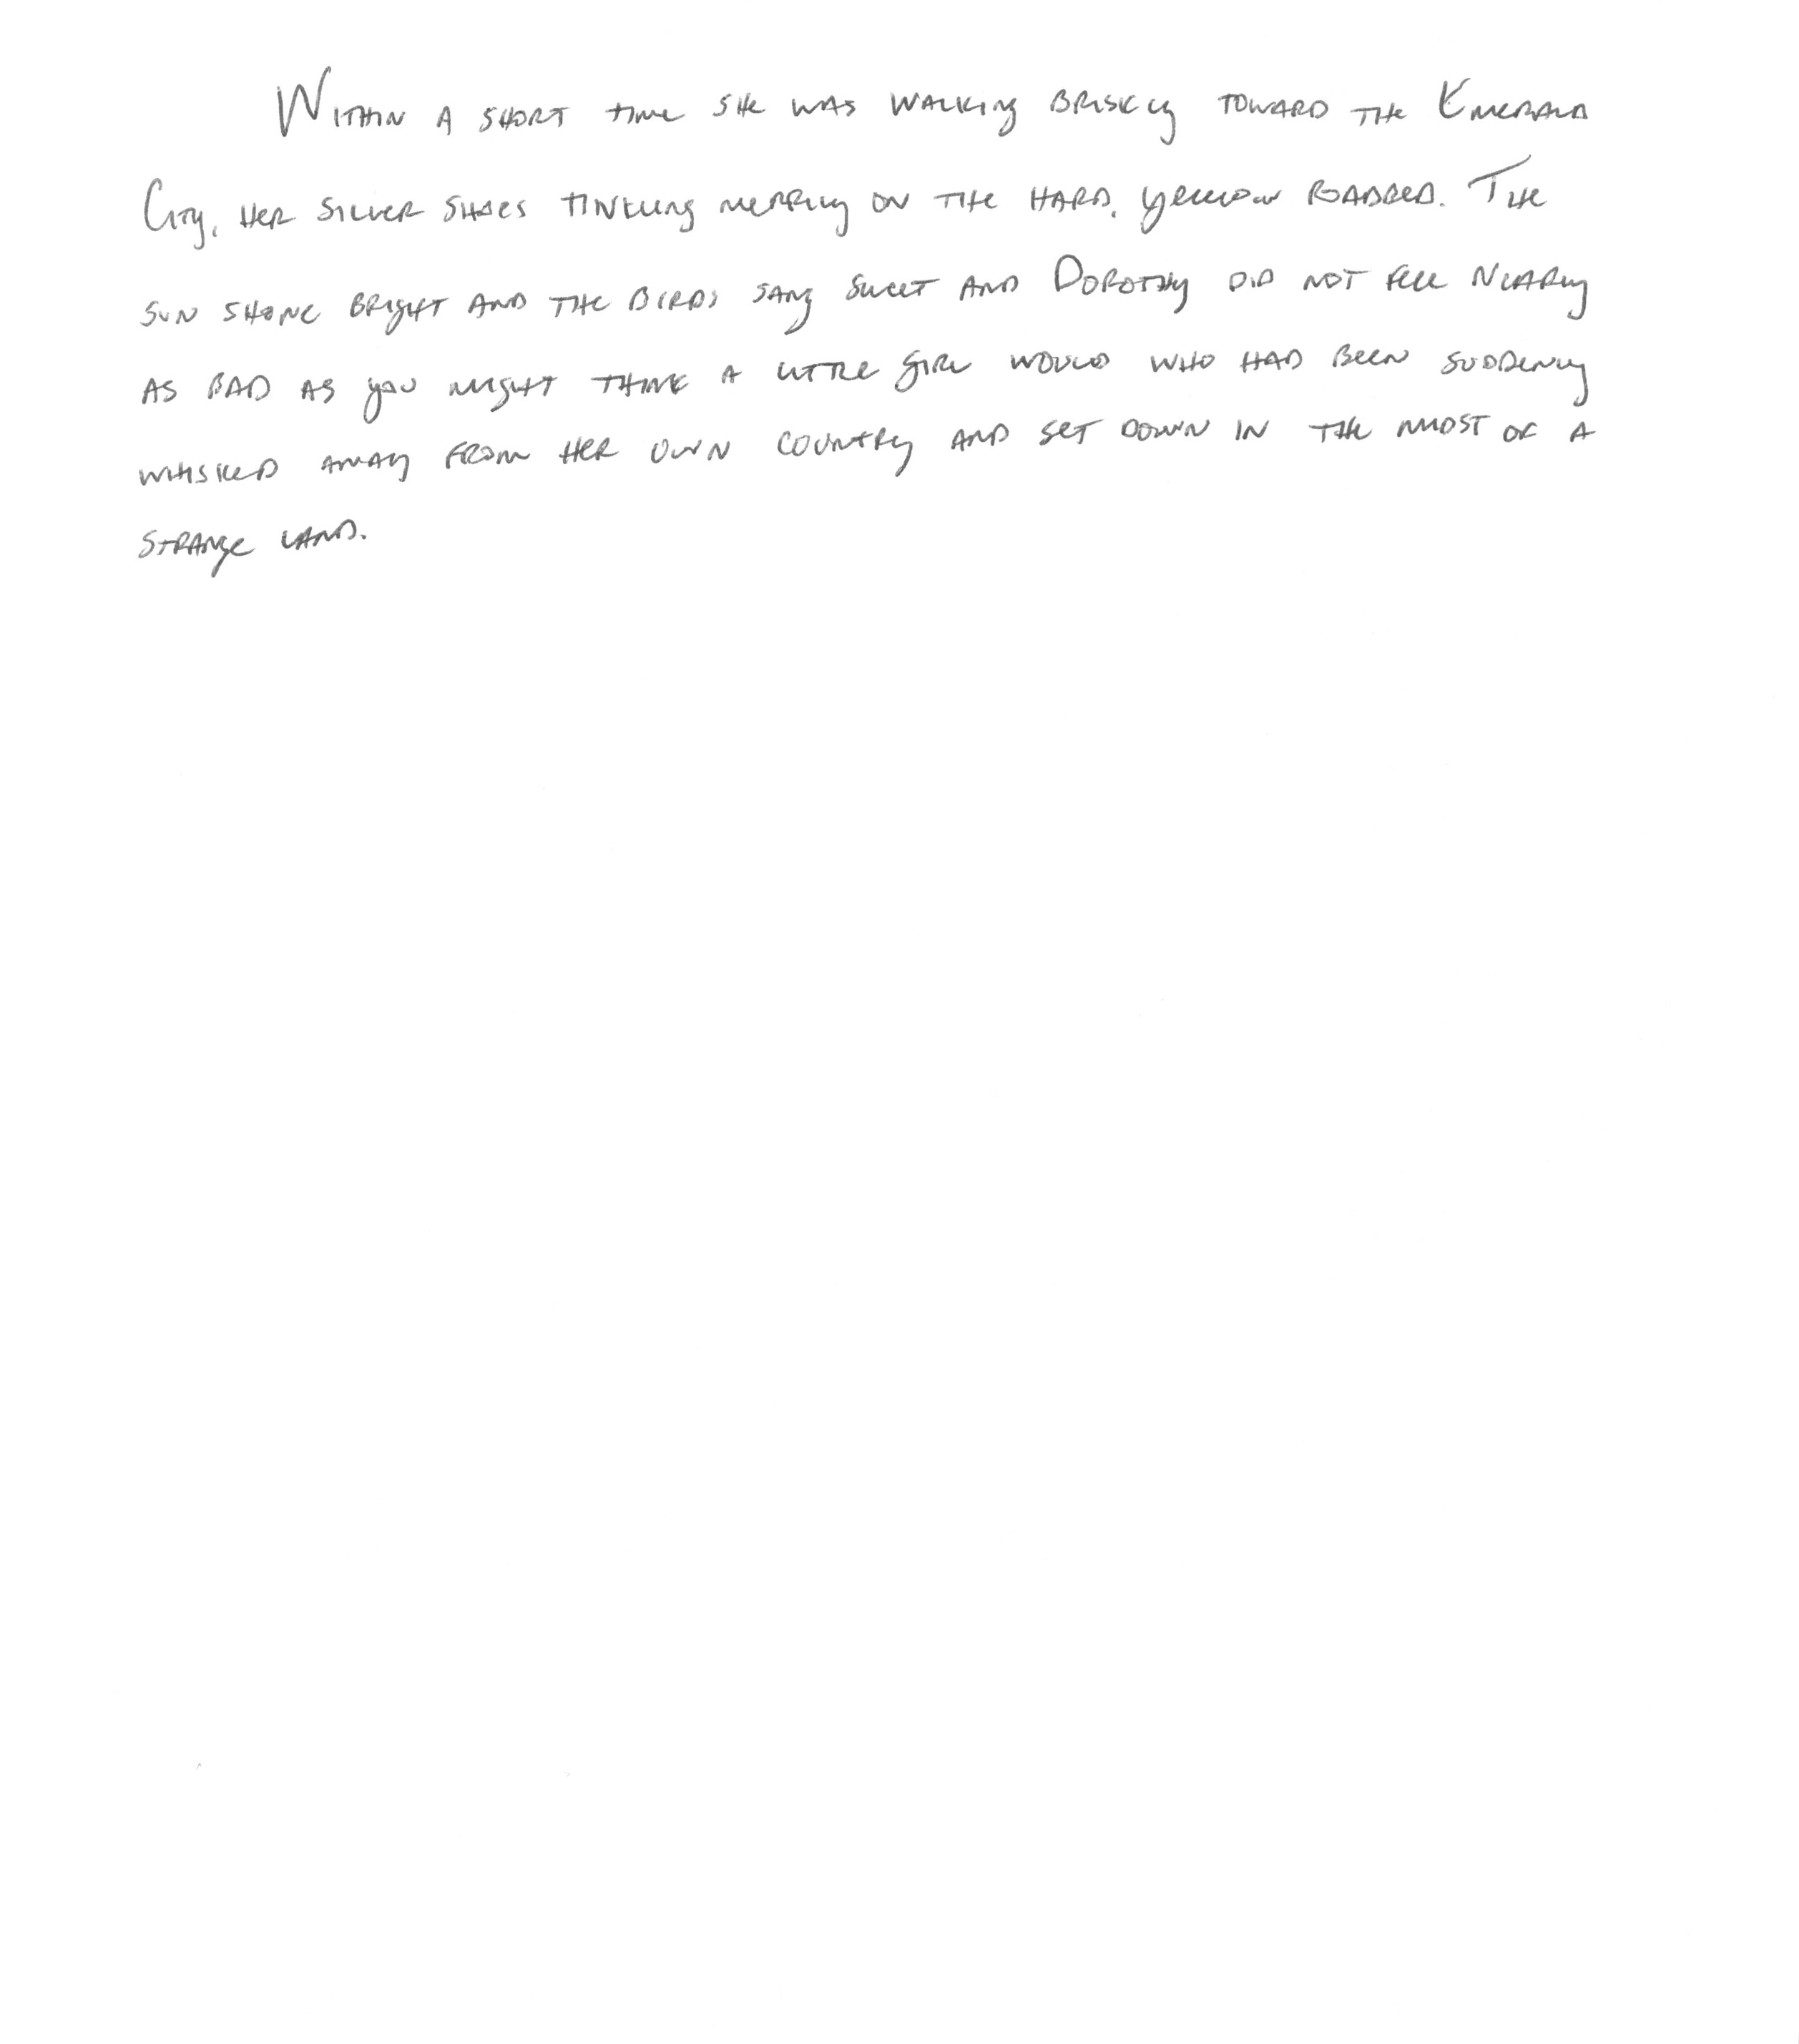 Within a short time she was walking briskly toward the Emerald
City, her silver shoes tinkling merrily on the hard, yellow roadbed. The
sun shone bright and the birds sang sweet and Dorothy did not feel nearly
as bad as you might think a little girl would who had been suddenly
whisked away from her own country and set down in the midst of a
strange land.